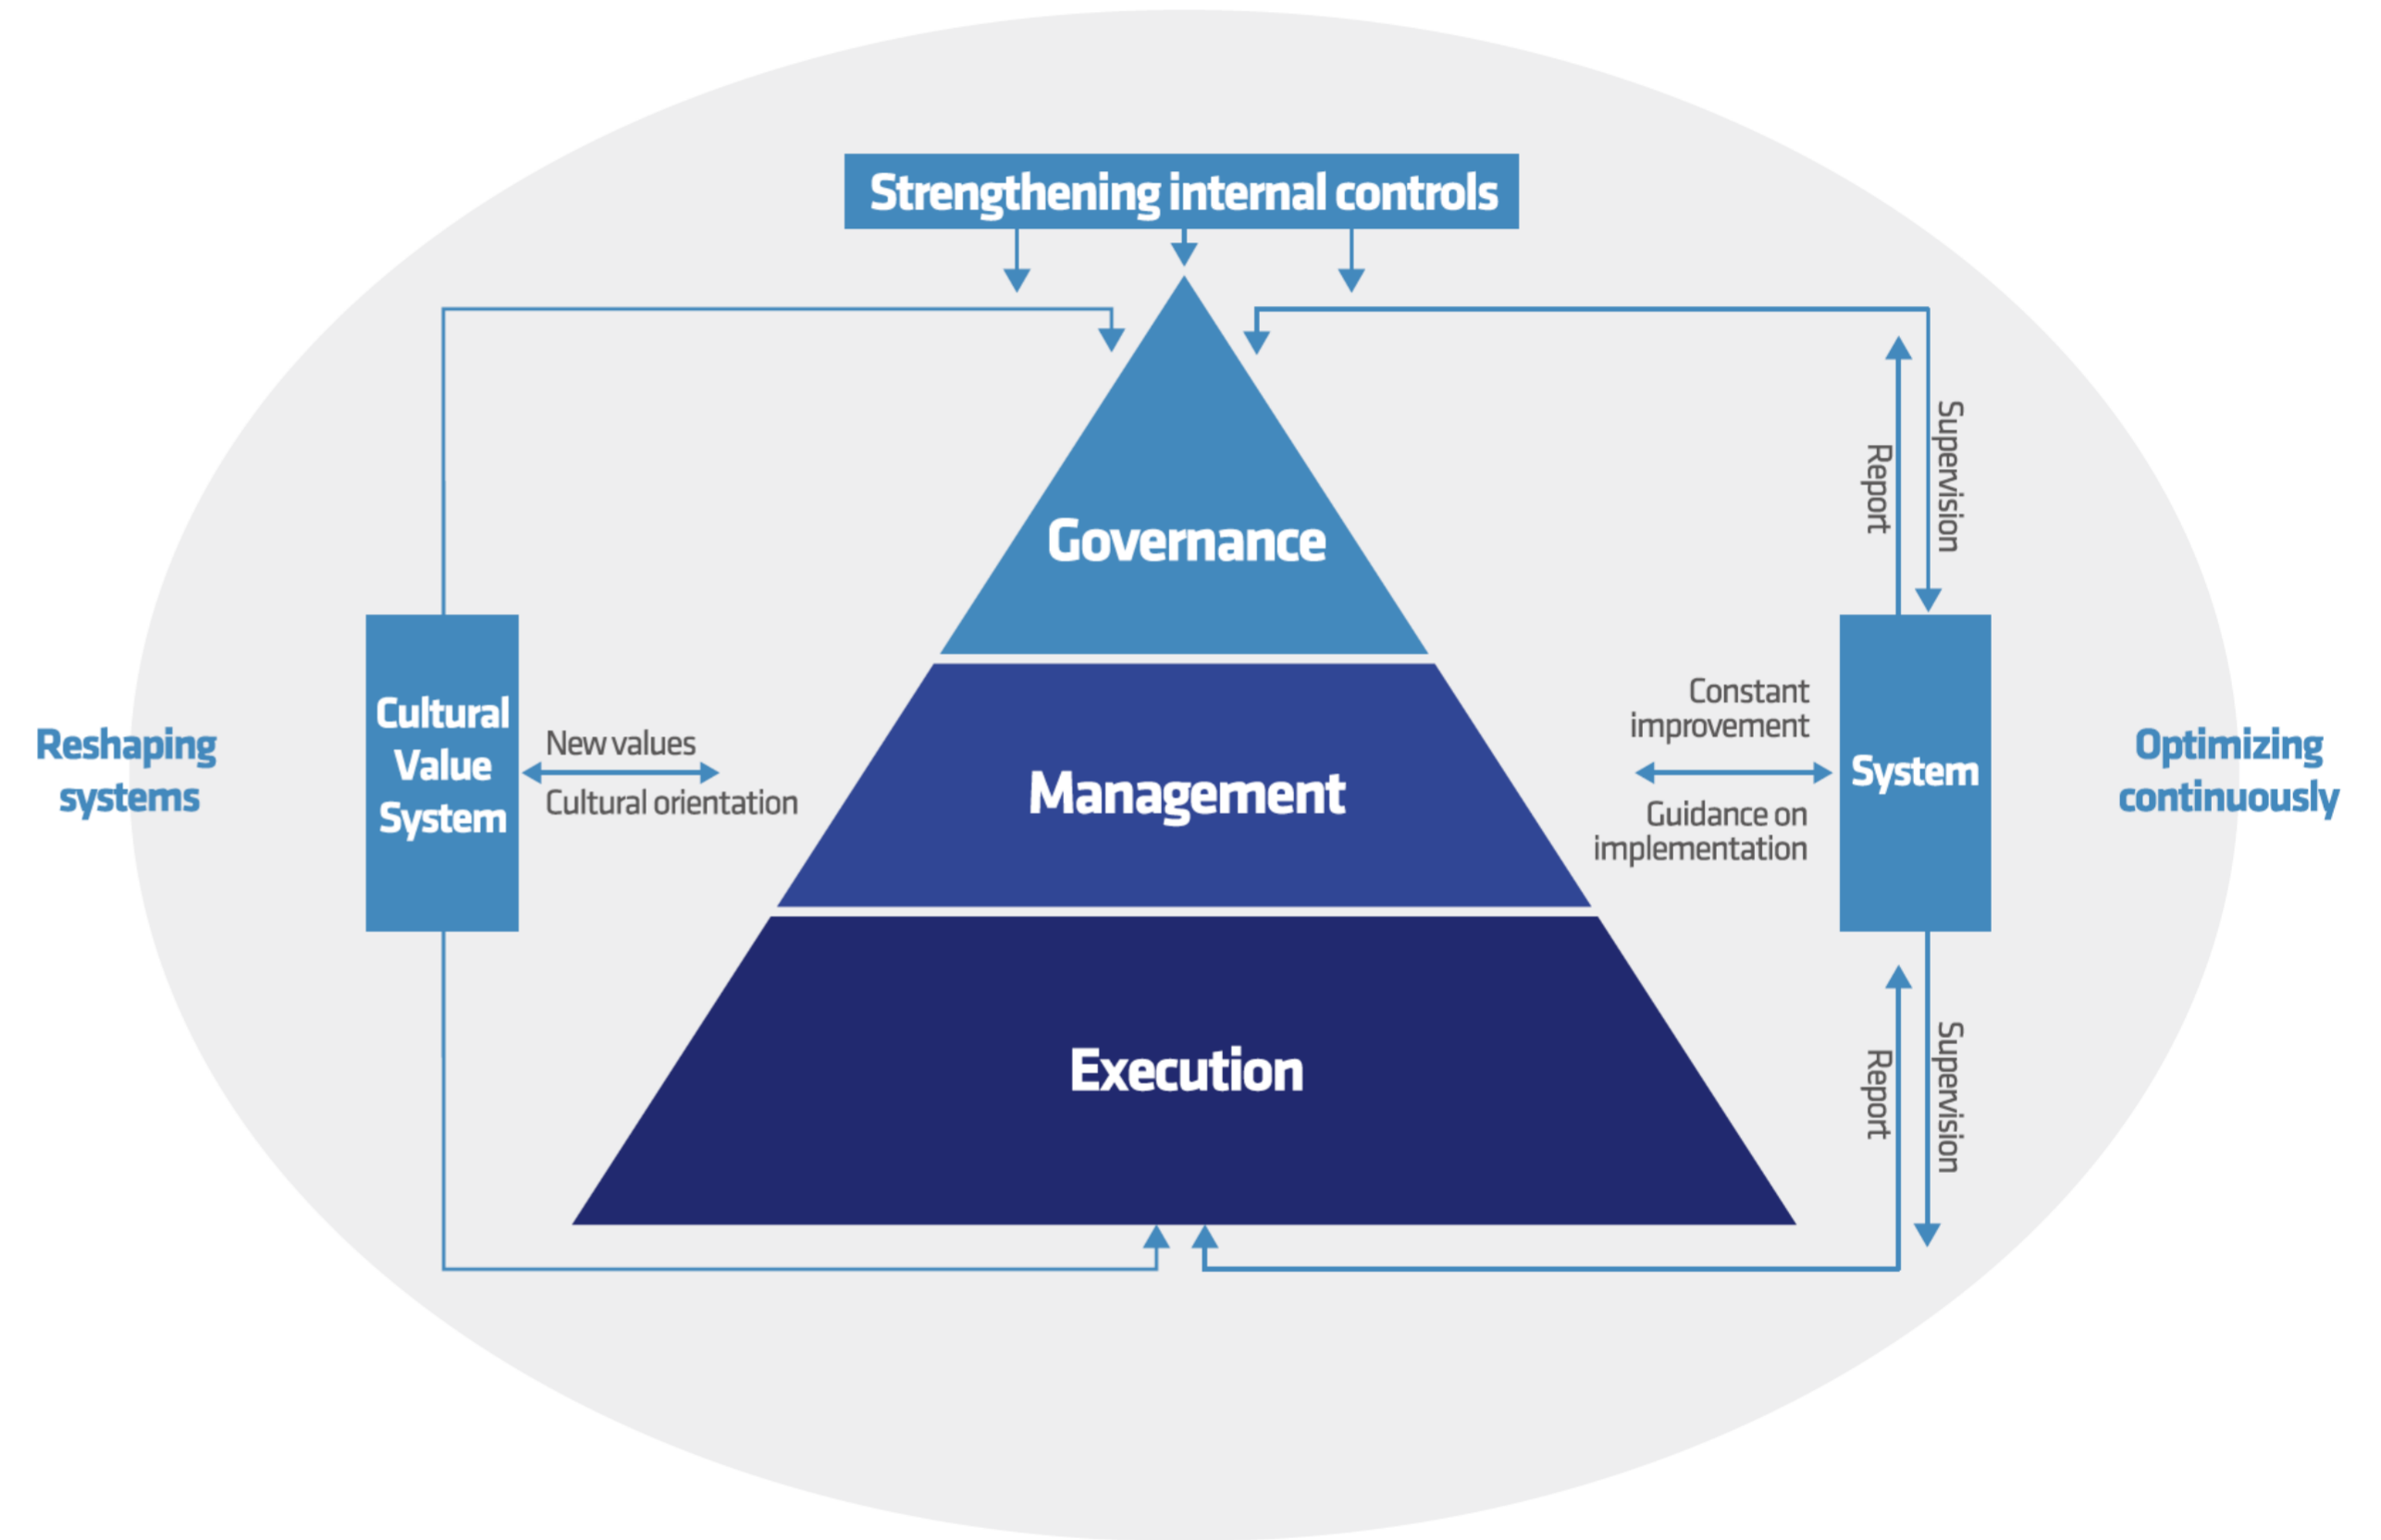 Strengthening internal controls
Report
Supervision
Governance
Reshaping
systems
Cultural
Value
System
New values
Cultural orientation
Management
Constant
improvement
Guidance on
implementation
System
Optimizing
continuously
Execution
Report
Supervision